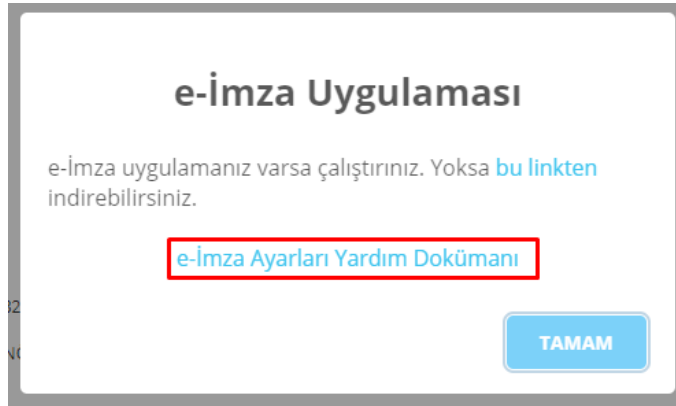 e-İmza Uygulaması
e-İmza uygulamanız varsa çalıştırınız. Yoksa bu linkten
indirebilirsiniz.
e-İmza Ayarları Yardım Dokümanı
TAMAM